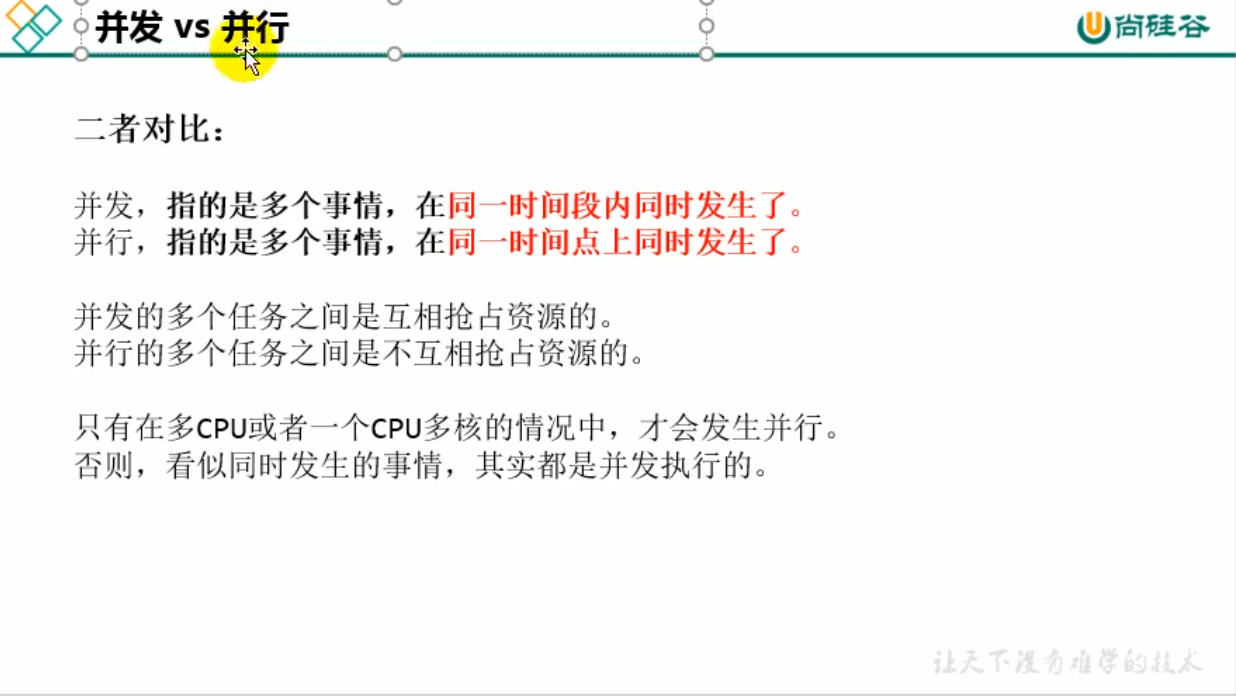 并发 vs 并行
尚硅谷
二者对比：
并发，指的是多个事情，在同一时间段内同时发生了。
并行，指的是多个事情，在同一时间点上同时发生了。
并发的多个任务之间是互相抢占资源的。
并行的多个任务之间是不互相抢占资源的。
只有在多CPU或者一个CPU多核的情况中，才会发生并行。
否则，看似同时发生的事情，其实都是并发执行的。
让天下没有难学的技术